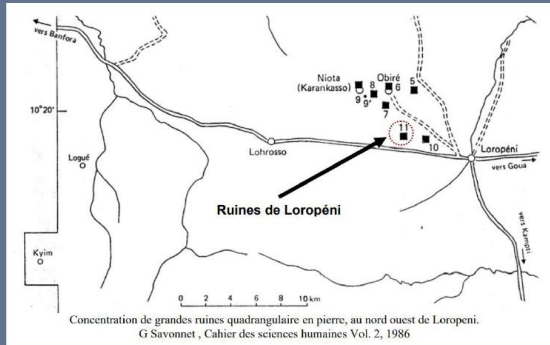 vers Banfora
Niota
(Karankasso)
Obiré
5
6
8
9
9'
7
10°20'
11
10
Loropéni
Lohrosso
vers Goua
Logué
Ruines de Loropéni
vers Kampti
Kyim
0 2 4 6 8 10 km
Concentration de grandes ruines quadrangulaire en pierre, au nord ouest de Loropeni.
G Savonnet , Cahier des sciences humaines Vol. 2, 1986